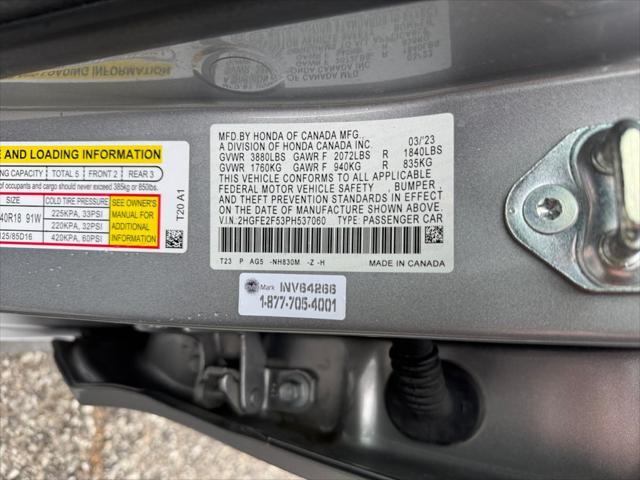 E AND LOADING INFORMATION
NG CAPACITY TOTAL 5 FRONT 2 REAR 3
of occupants and cargo should never exceed 385kg or 850lbs.
SIZE COLD TIRE PRESSURE SEE OWNER'S
40R18 91W 225KPA, 33PSI MANUAL FOR
220KPA, 32PSI ADDITIONAL
125/85D16 420KPA, 60PSI INFORMATION
T20 A1
MFD.BY HONDA OF CANADA MFG., 03/23
A DIVISION OF HONDA CANADA INC.
GVWR 3880LBS GAWR F 2072LBS R 1840LBS
GVWR 1760KG GAWR F 940KG R 835KG
THIS VEHICLE CONFORMS TO ALL APPLICABLE
FEDERAL MOTOR VEHICLE SAFETY , BUMPER ,
AND THEFT PREVENTION STANDARDS IN EFFECT
ON THE DATE OF MANUFACTURE SHOWN ABOVE.
V.I.N. 2HGFE2F53PH537060 TYPE: PASSENGER CAR
T23 P AG5 -NH830M -Z -H MADE IN CANADA
Mark INV64266
1-877-705-4001